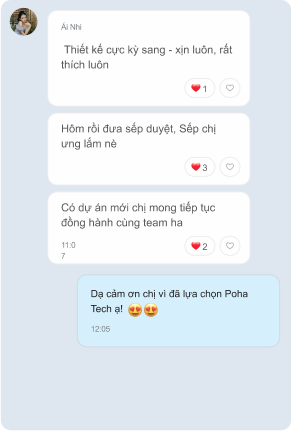 Ái Nhi
Thiết kế cực kỳ sang - xịn luôn, rất
thích luôn
1
Hôm rồi đưa sếp duyệt, Sếp chị
ưng lắm nè
3
Có dự án mới chị mong tiếp tục
đồng hành cùng team ha
11:0
7
2
Dạ cảm ơn chị vì đã lựa chọn Poha
Tech ạ! 😍😍
12:05